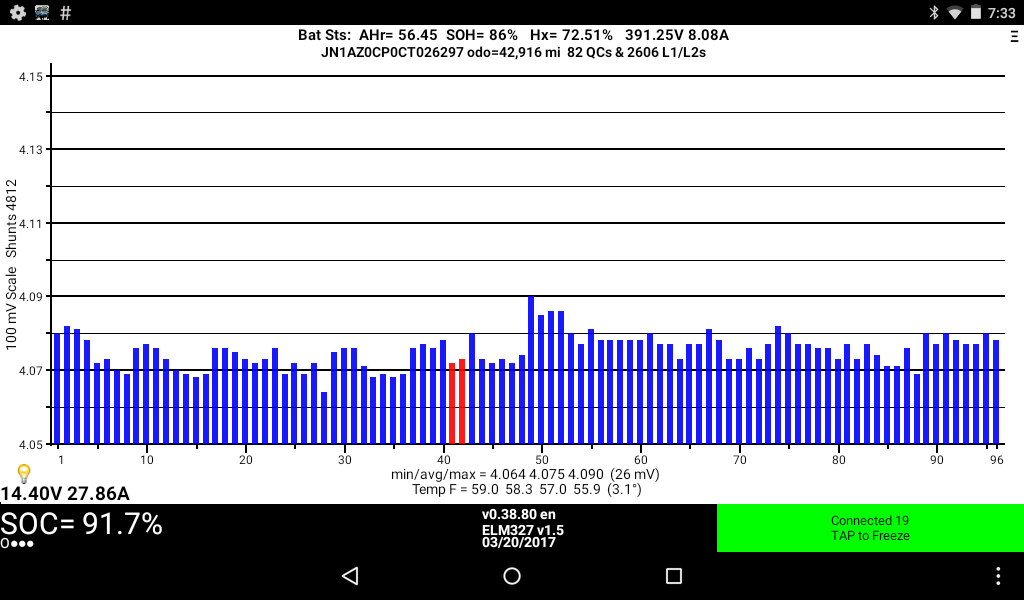 #
7:33
Bat Sts: AHr= 56.45 SOH= 86% Hx= 72.51% 391.25V 8.08A
JN1AZ0CP0CT026297 odo=42,916 mi 82 QCs & 2606 L1/L2s
100 mV Scale Shunts 4812
4.15
4.13
4.11
4.09
4.07
4.05
1 10 20 30 40 50 60 70 80 90 96
min/avg/max = 4.064 4.075 4.090 (26 mV)
Temp F = 59.0 58.3 57.0 55.9 (3.1°)
14.40V 27.86A
SOC= 91.7%
v0.38.80 en
ELM327 v1.5
03/20/2017
Connected 19
TAP to Freeze